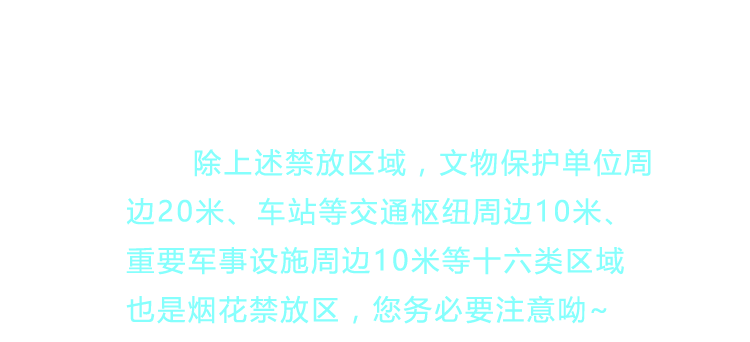 除上述禁放区域，文物保护单位周
边20米、车站等交通枢纽周边10米、
重要军事设施周边10米等十六类区域
也是烟花禁放区，您务必要注意呦~